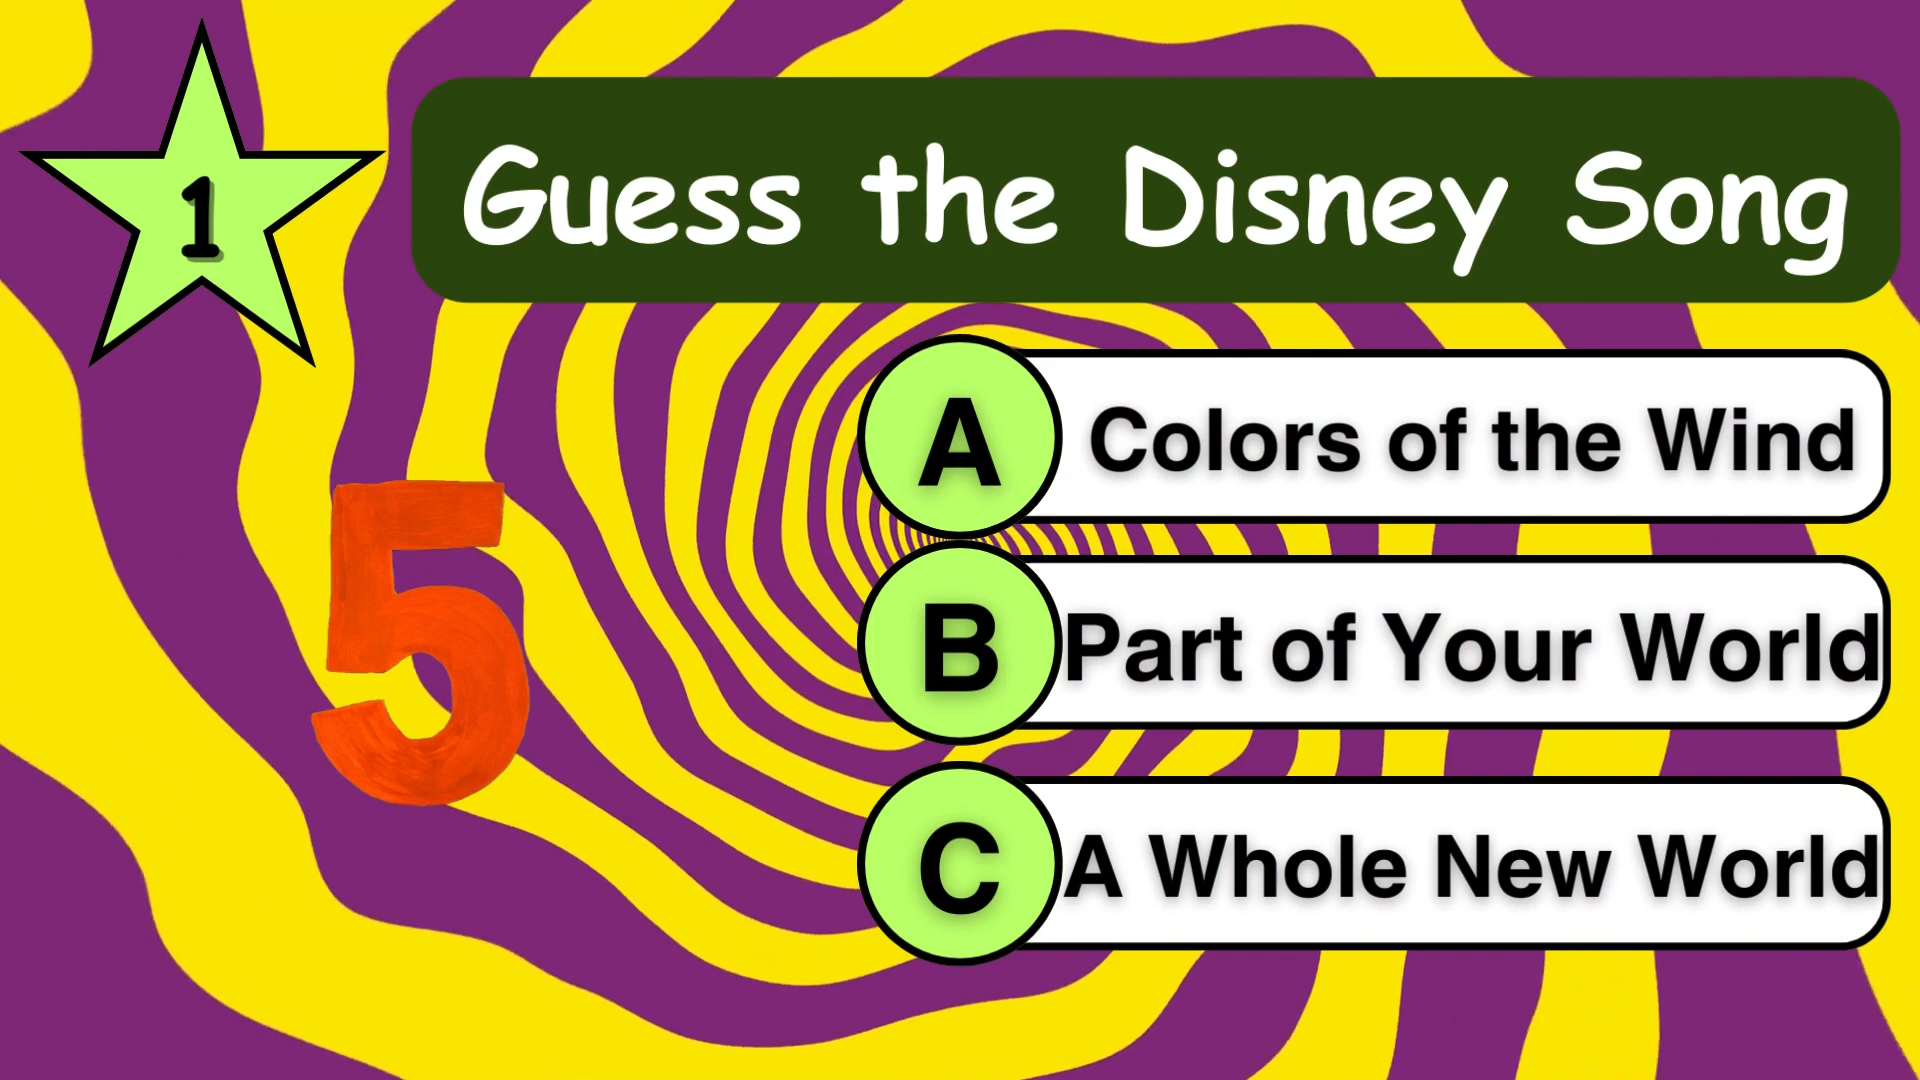 1
Guess the Disney Song
5
A Colors of the Wind
B Part of Your World
C A Whole New World